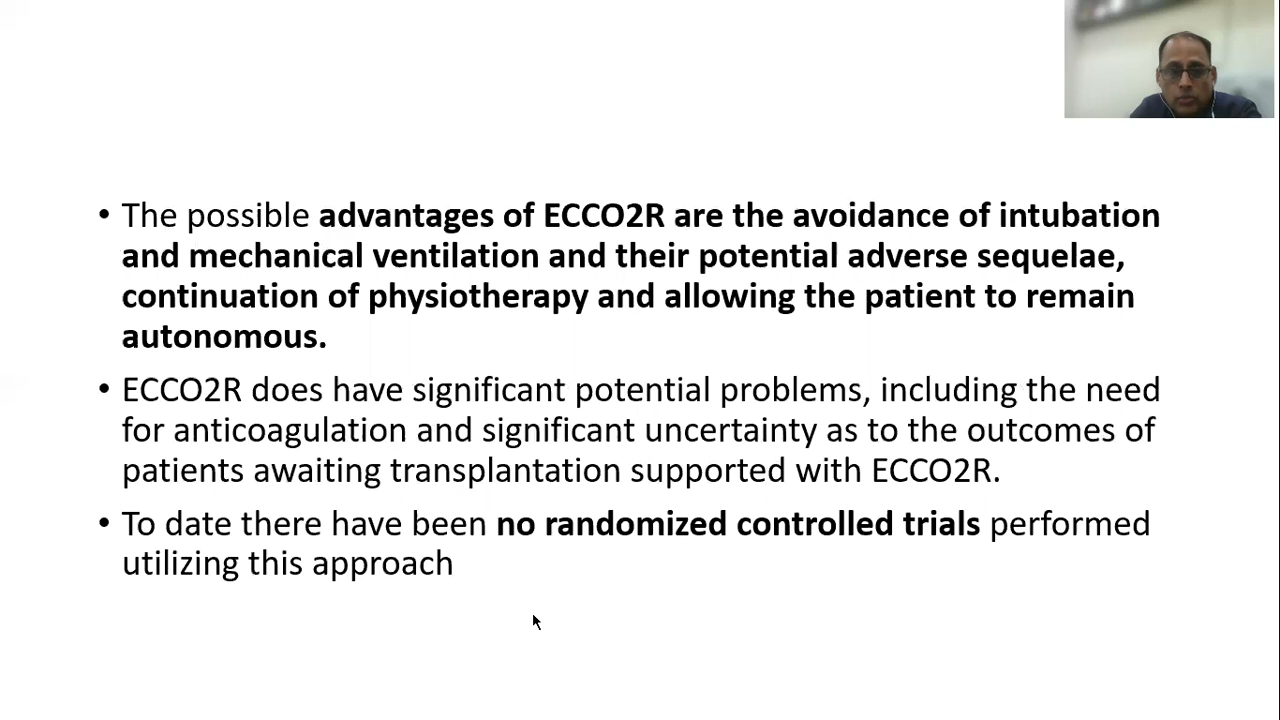 • The possible advantages of ECCO2R are the avoidance of intubation
and mechanical ventilation and their potential adverse sequelae,
continuation of physiotherapy and allowing the patient to remain
autonomous.
• ECCO2R does have significant potential problems, including the need
for anticoagulation and significant uncertainty as to the outcomes of
patients awaiting transplantation supported with ECCO2R.
• To date there have been no randomized controlled trials performed
utilizing this approach